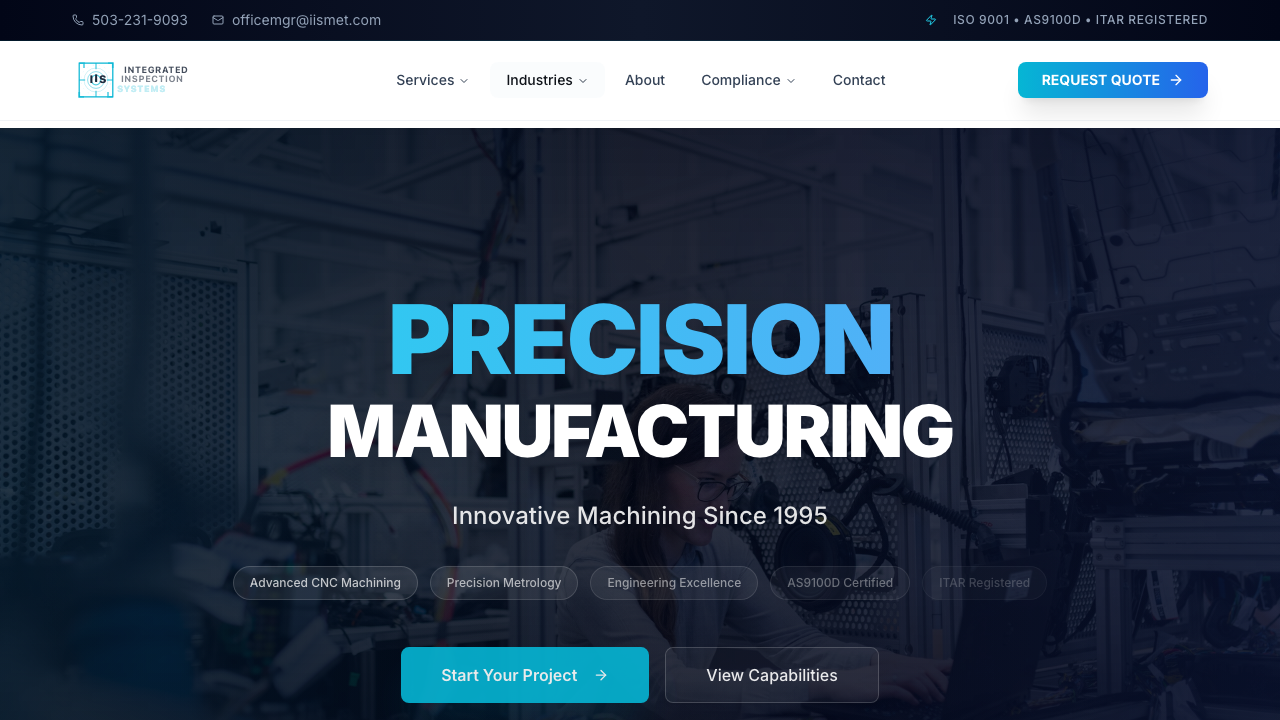 503-231-9093
officemgr@iismet.com
ISO 9001 • AS9100D • ITAR REGISTERED
IIS
INTEGRATED
INSPECTION
SYSTEMS
Services
Industries
About
Compliance
Contact
REQUEST QUOTE
PRECISION
MANUFACTURING
Innovative Machining Since 1995
Advanced CNC Machining
Precision Metrology
Engineering Excellence
AS9100D Certified
ITAR Registered
Start Your Project
View Capabilities